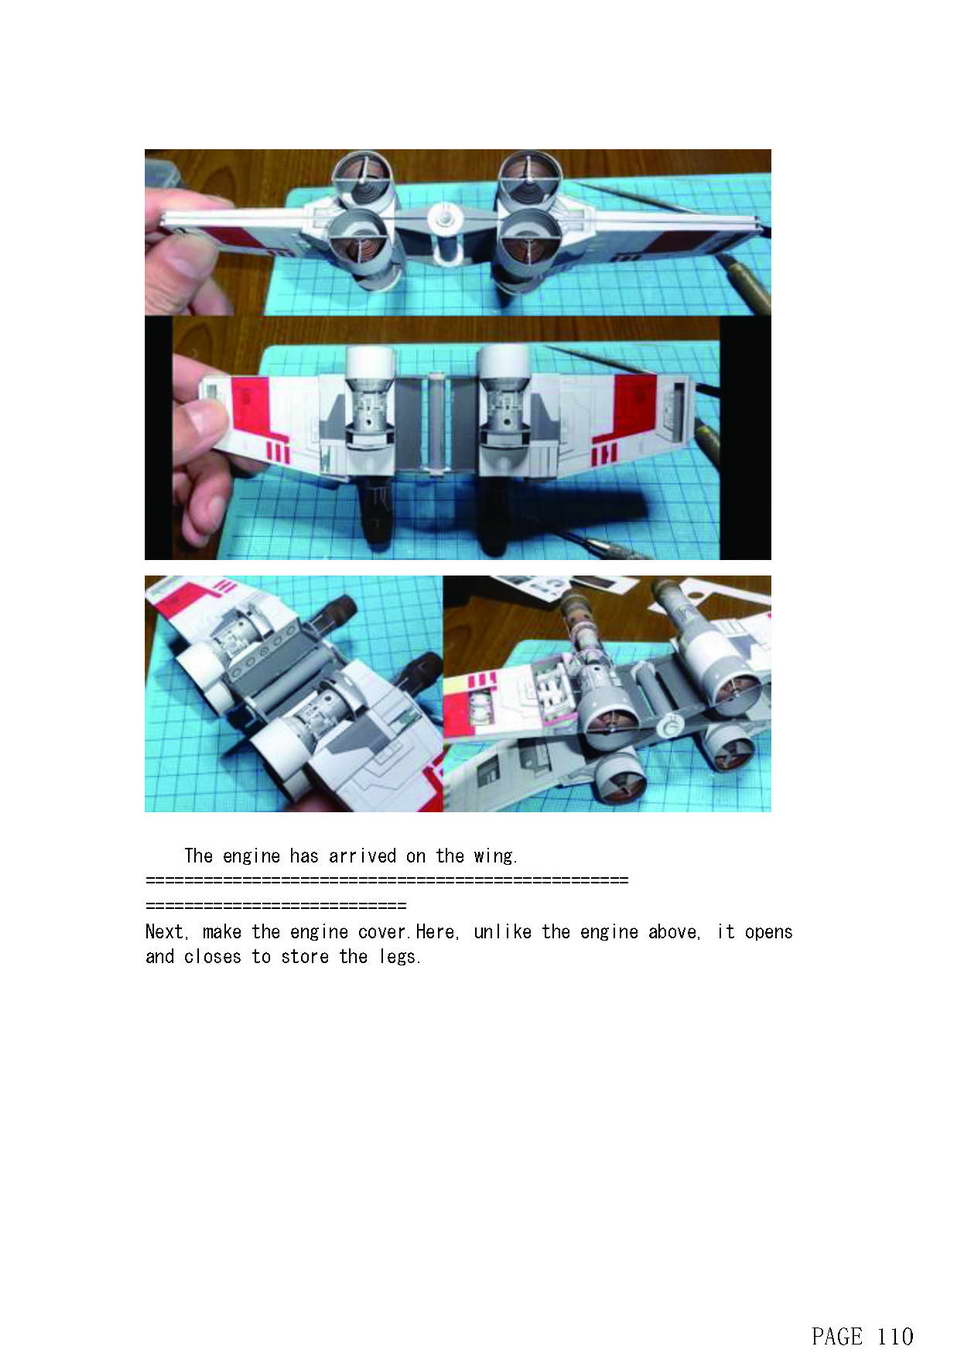 The engine has arrived on the wing.
==================================================
===========================
Next, make the engine cover.Here, unlike the engine above, it opens
and closes to store the legs.
PAGE 110